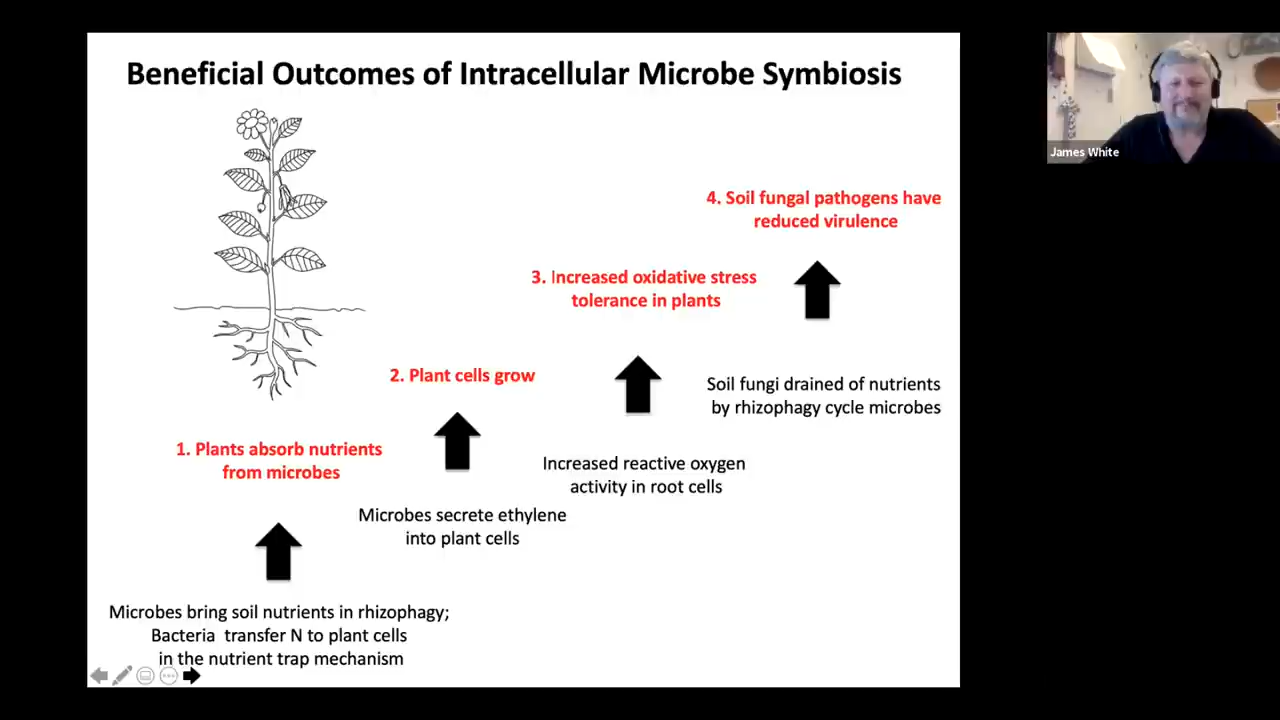 Beneficial Outcomes of Intracellular Microbe Symbiosis
James White
4. Soil fungal pathogens have
reduced virulence
3. Increased oxidative stress
tolerance in plants
2. Plant cells grow
Soil fungi drained of nutrients
by rhizophagy cycle microbes
1. Plants absorb nutrients
from microbes
Increased reactive oxygen
activity in root cells
Microbes secrete ethylene
into plant cells
Microbes bring soil nutrients in rhizophagy;
Bacteria transfer N to plant cells
in the nutrient trap mechanism